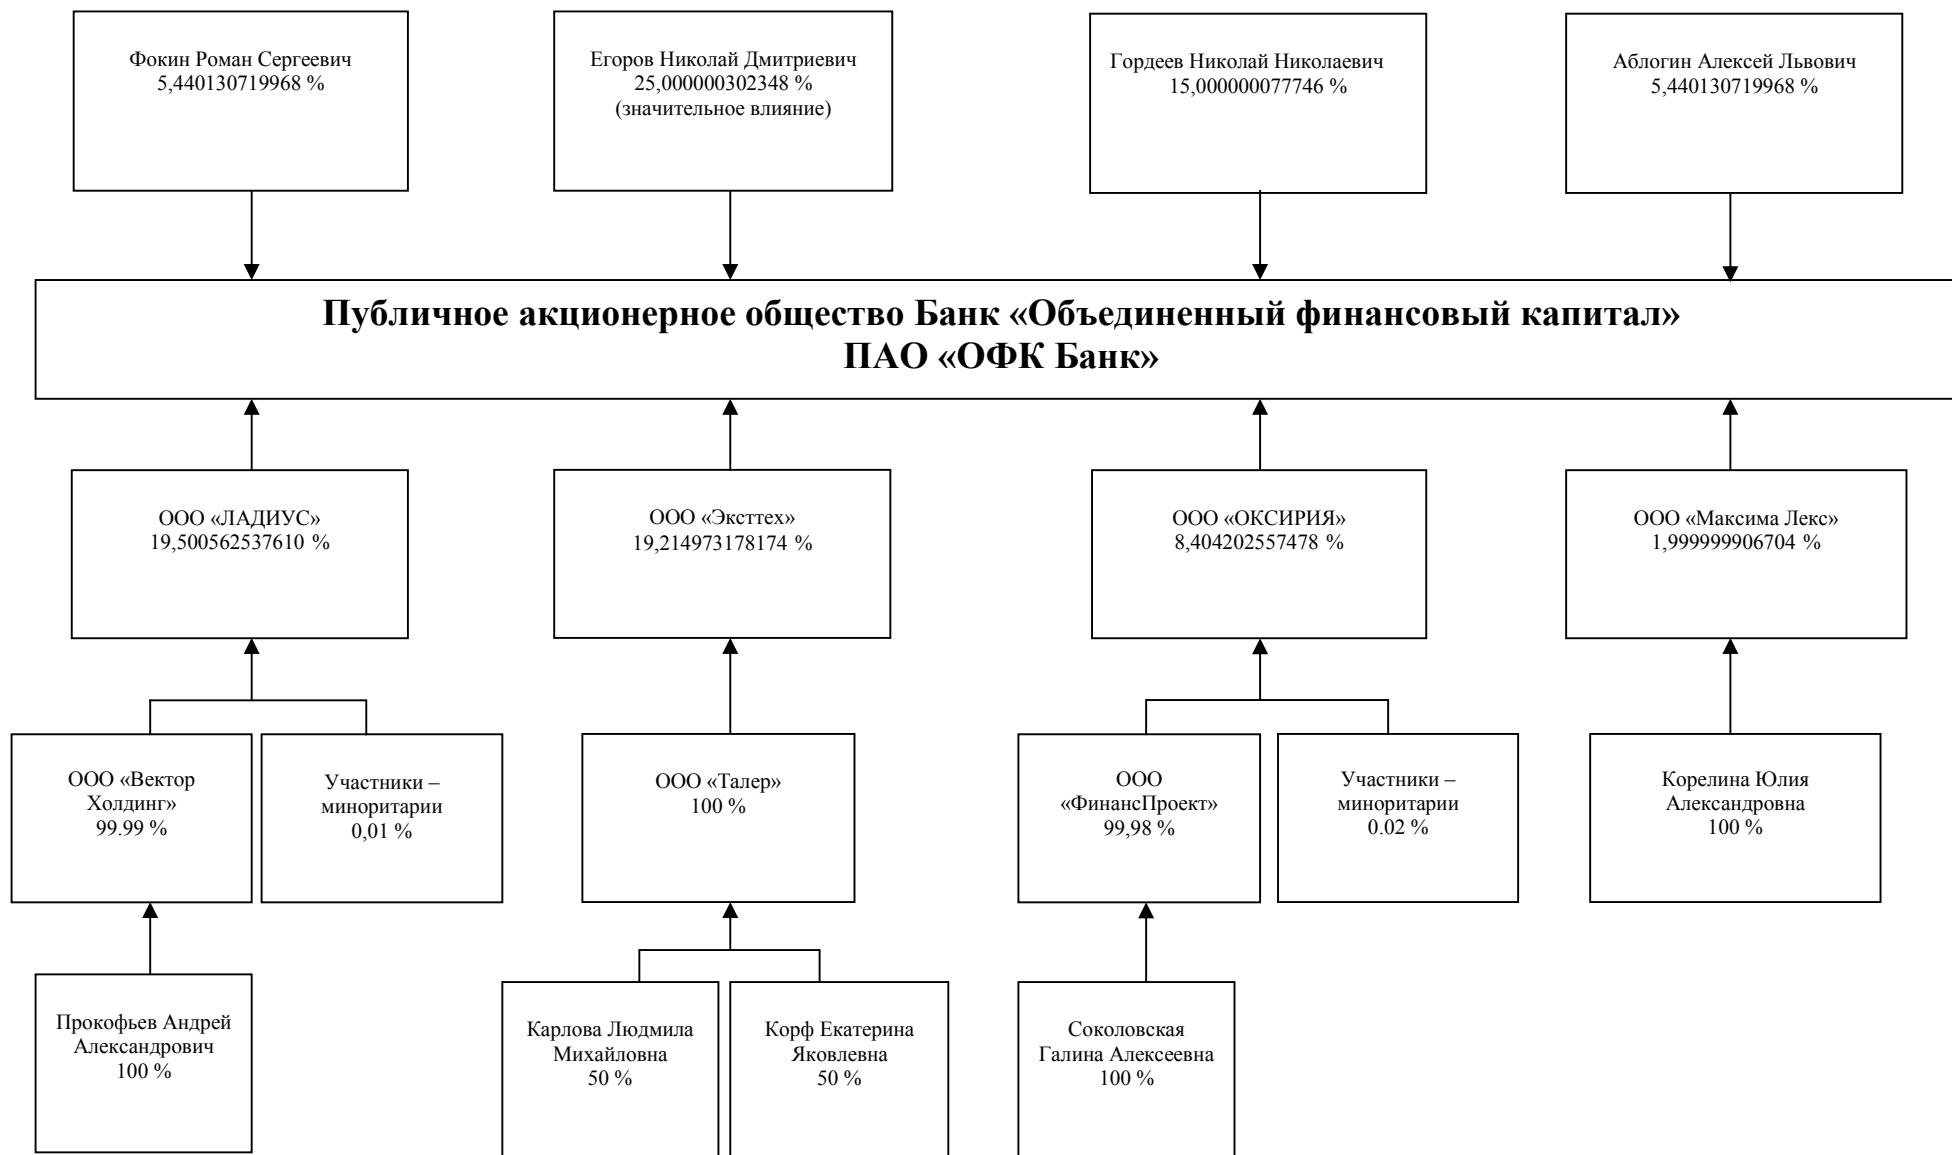 Фокин Роман Сергеевич
5,440130719968 %
Егоров Николай Дмитриевич
25,000000302348 %
(значительное влияние)
Гордеев Николай Николаевич
15,000000077746 %
Аблогин Алексей Львович
5,440130719968 %
Публичное акционерное общество Банк «Объединенный финансовый капитал»
ПАО «ОФК Банк»
ООО «ЛАДИУС»
19,500562537610 %
ООО «Эксттех»
19,214973178174 %
ООО «ОКСИРИЯ»
8,404202557478 %
ООО «Максима Лекс»
1,999999906704 %
ООО «Вектор
Холдинг»
99.99 %
Участники –
миноритарии
0,01 %
ООО «Талер»
100 %
ООО
«ФинансПроект»
99,98 %
Участники –
миноритарии
0.02 %
Корелина Юлия
Александровна
100 %
Прокофьев Андрей
Александрович
100 %
Карлова Людмила
Михайловна
50 %
Корф Екатерина
Яковлевна
50 %
Соколовская
Галина Алексеевна
100 %